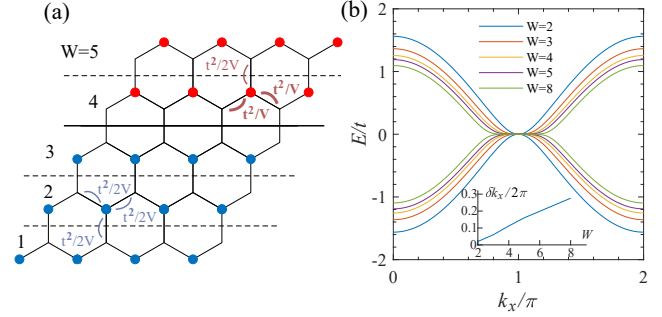 (a)
W=5
t²/2V
4
t²/V
t²/V
3
2
t²/2V
t²/2V
1
t²/2V
(b)
2
1
0
-1
-2
E/t
W=2
W=3
W=4
W=5
W=8
0.3
0.2
0.1
0
δkₓ/2π
2
4
6
8
W
0
1
2
kₓ/π